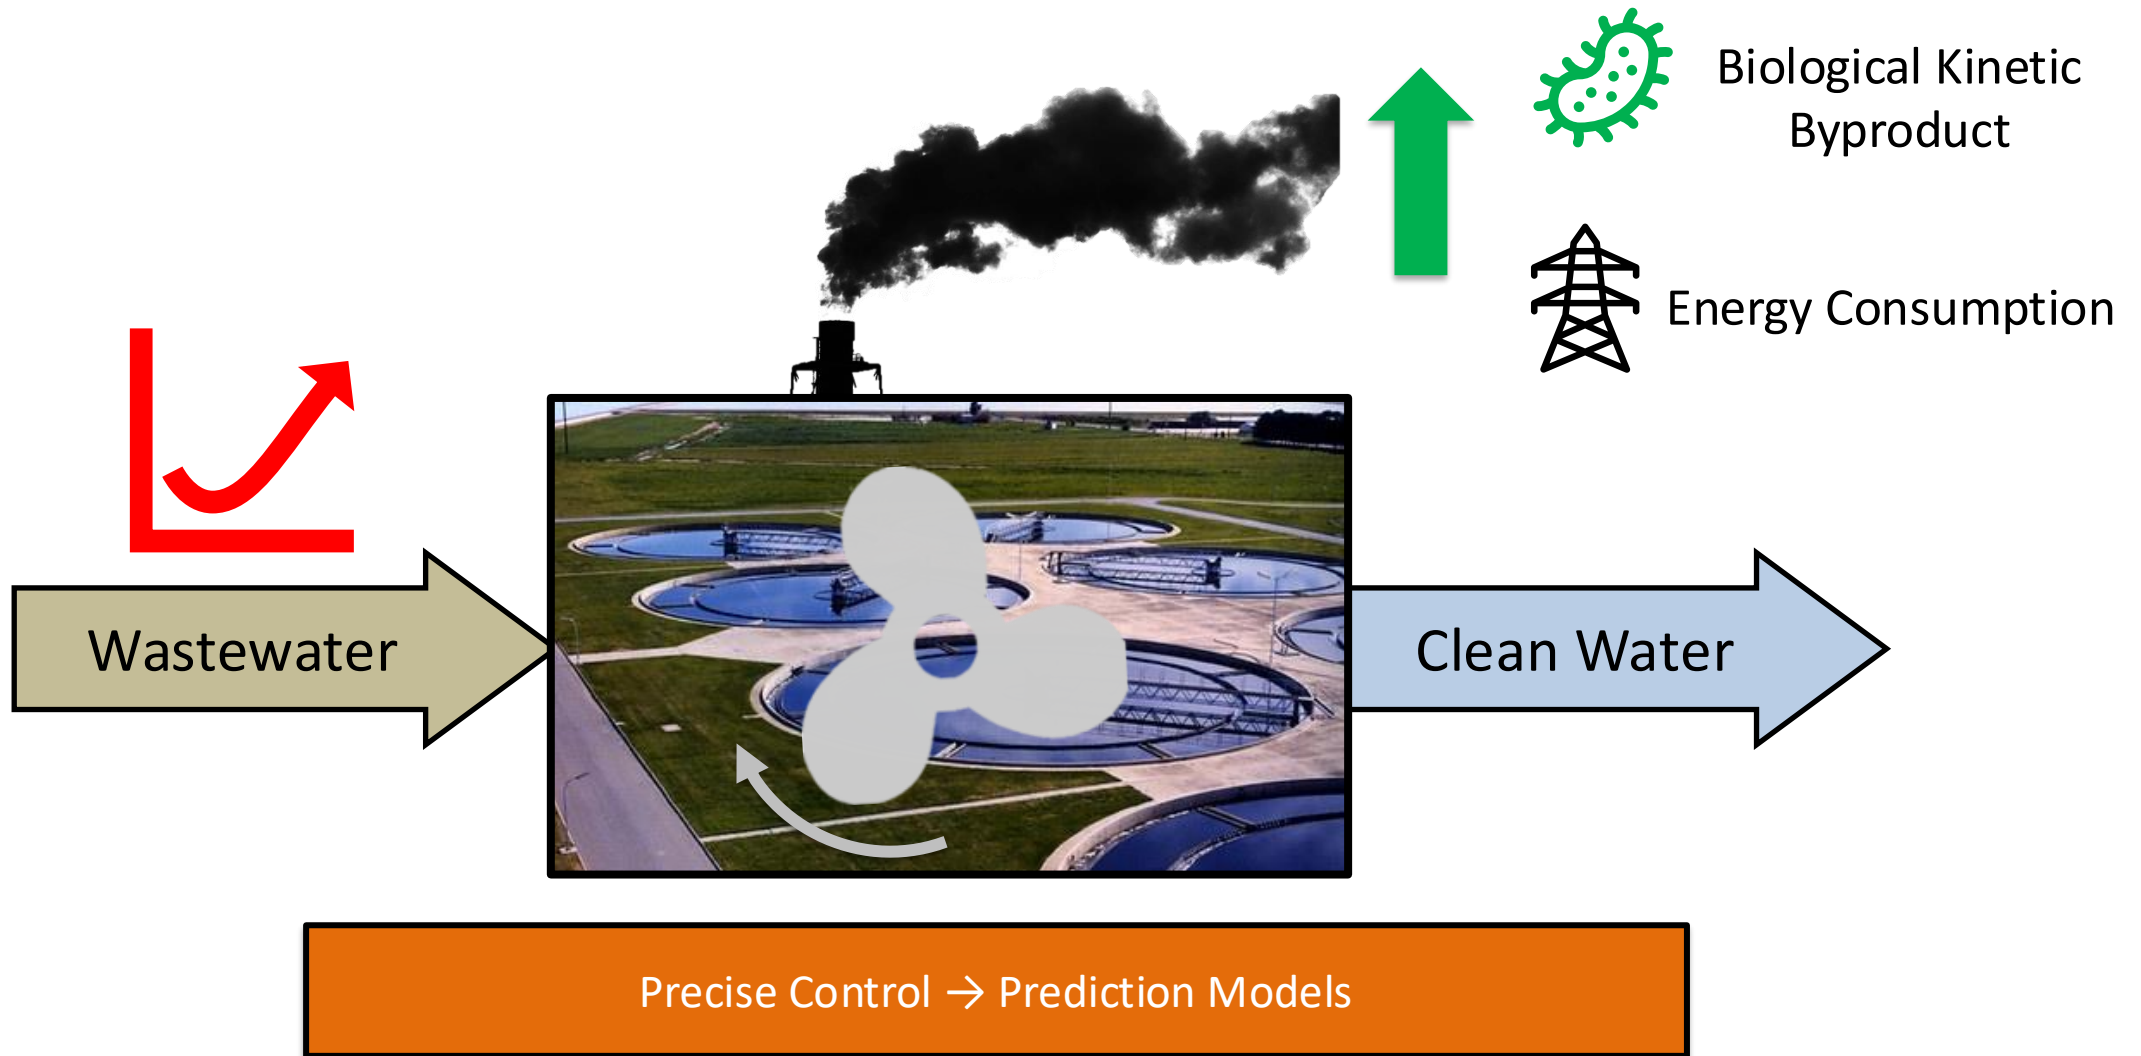 Biological Kinetic
Byproduct
Energy Consumption
Wastewater
Clean Water
Precise Control → Prediction Models